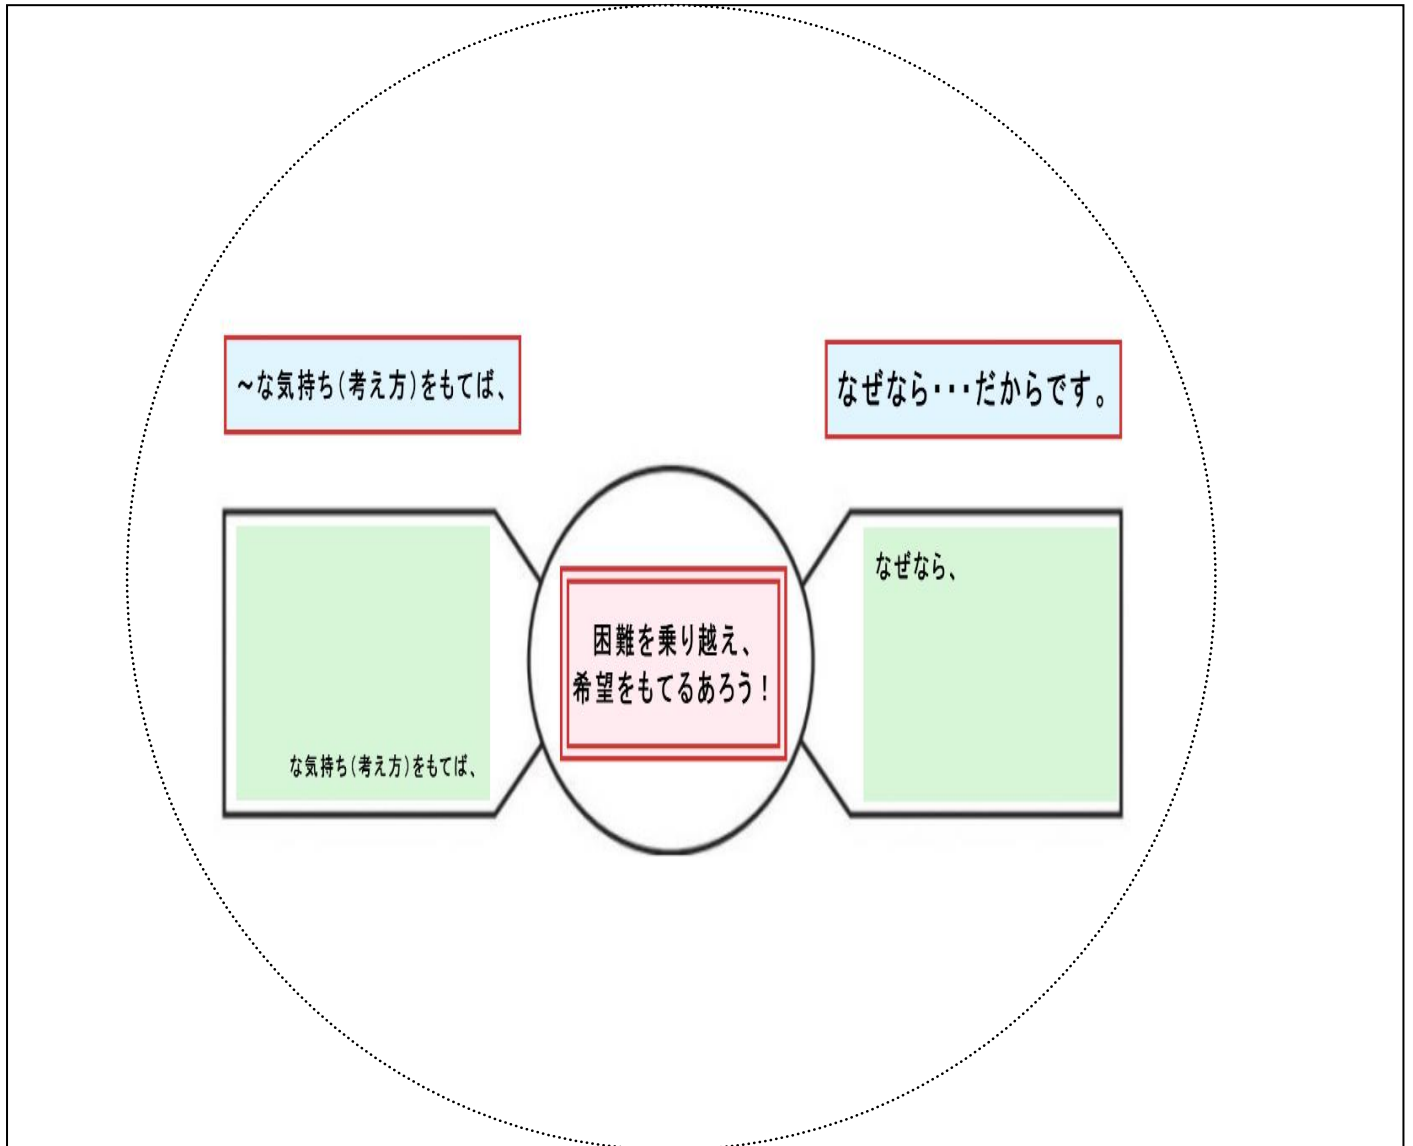 ～な気持ち(考え方)をもてば、
なぜなら･･･だからです。
なぜなら、
困難を乗り越え、
希望をもてるあろう！
な気持ち(考え方)をもてば、